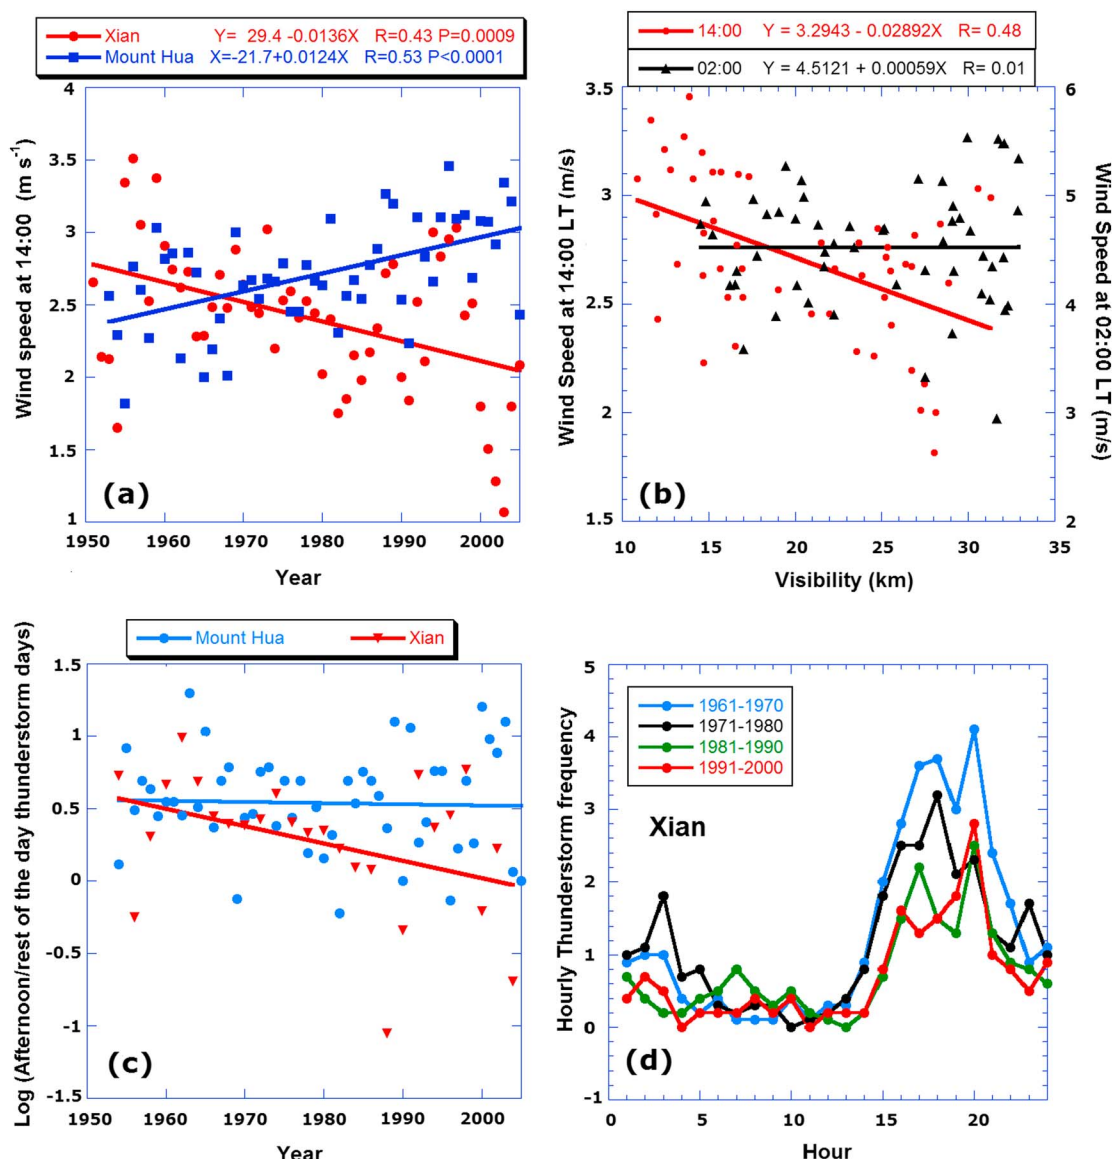 Xian Y= 29.4 -0.0136X R=0.43 P=0.0009
Mount Hua X=-21.7+0.0124X R=0.53 P<0.0001
Wind speed at 14:00 (m s⁻¹)
4
3.5
3
2.5
2
1.5
1
(a)
1950 1960 1970 1980 1990 2000
Year
14:00 Y = 3.2943 - 0.02892X R= 0.48
02:00 Y = 4.5121 + 0.00059X R= 0.01
Wind Speed at 14:00 LT (m/s)
3.5
3
2.5
2
1.5
6
5
4
3
2
Wind Speed at 02:00 LT (m/s)
(b)
10 15 20 25 30 35
Visibility (km)
Mount Hua Xian
Log (Afternoon/rest of the day thunderstorm days)
1.5
1
0.5
0
-0.5
-1
-1.5
(c)
1950 1960 1970 1980 1990 2000
Year
Hourly Thunderstorm frequency
5
4
3
2
1
0
-1
1961-1970
1971-1980
1981-1990
1991-2000
Xian
(d)
0 5 10 15 20
Hour